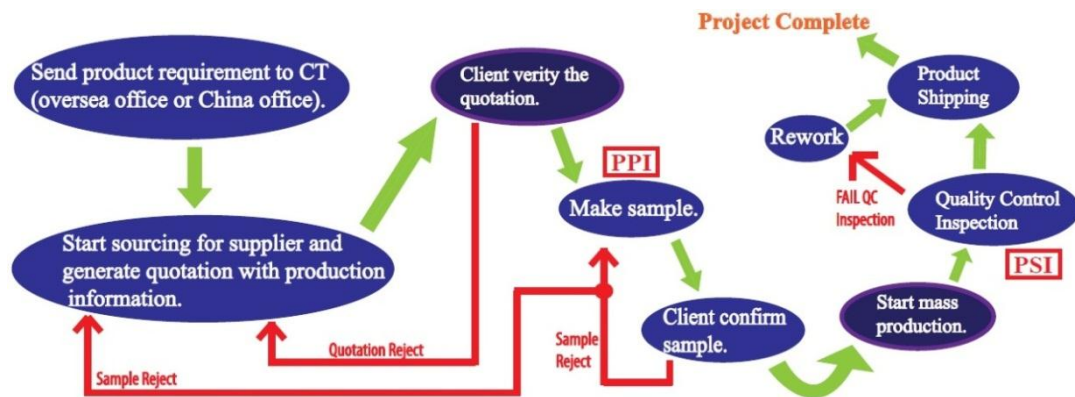 Send product requirement to CT
(oversea office or China office).
Start sourcing for supplier and
generate quotation with production
information.
Client verity the
quotation.
Quotation Reject
Sample Reject
PPI
Make sample.
Sample
Reject
Client confirm
sample.
Start mass
production.
Quality Control
Inspection
PSI
FAIL QC
Inspection
Rework
Product
Shipping
Project Complete